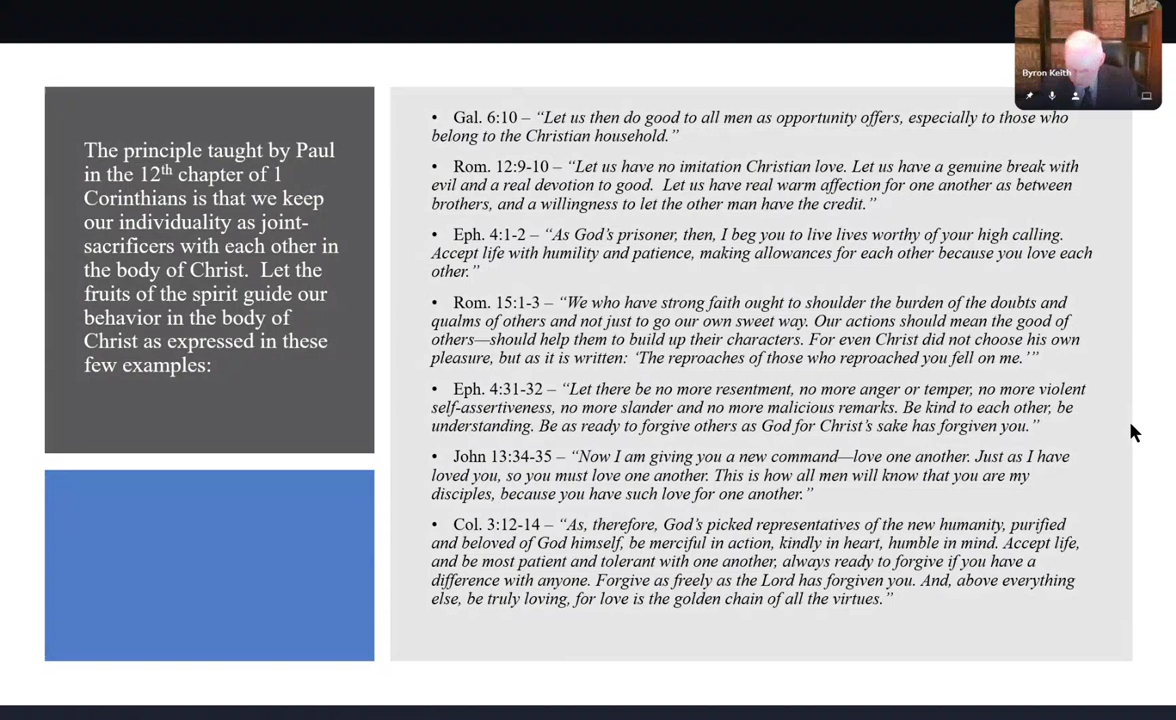 Byron Keith
The principle taught by Paul
in the 12th chapter of 1
Corinthians is that we keep
our individuality as joint-
sacrificers with each other in
the body of Christ.  Let the
fruits of the spirit guide our
behavior in the body of
Christ as expressed in these
few examples:
• Gal. 6:10 – “Let us then do good to all men as opportunity offers, especially to those who
belong to the Christian household.”
• Rom. 12:9-10 – “Let us have no imitation Christian love. Let us have a genuine break with
evil and a real devotion to good.  Let us have real warm affection for one another as between
brothers, and a willingness to let the other man have the credit.”
• Eph. 4:1-2 – “As God’s prisoner, then, I beg you to live lives worthy of your high calling.
Accept life with humility and patience, making allowances for each other because you love each
other.”
• Rom. 15:1-3 – “We who have strong faith ought to shoulder the burden of the doubts and
qualms of others and not just to go our own sweet way. Our actions should mean the good of
others—should help them to build up their characters. For even Christ did not choose his own
pleasure, but as it is written: ‘The reproaches of those who reproached you fell on me.’”
• Eph. 4:31-32 – “Let there be no more resentment, no more anger or temper, no more violent
self-assertiveness, no more slander and no more malicious remarks. Be kind to each other, be
understanding. Be as ready to forgive others as God for Christ’s sake has forgiven you.”
• John 13:34-35 – “Now I am giving you a new command—love one another. Just as I have
loved you, so you must love one another. This is how all men will know that you are my
disciples, because you have such love for one another.”
• Col. 3:12-14 – “As, therefore, God’s picked representatives of the new humanity, purified
and beloved of God himself, be merciful in action, kindly in heart, humble in mind. Accept life,
and be most patient and tolerant with one another, always ready to forgive if you have a
difference with anyone. Forgive as freely as the Lord has forgiven you. And, above everything
else, be truly loving, for love is the golden chain of all the virtues.”